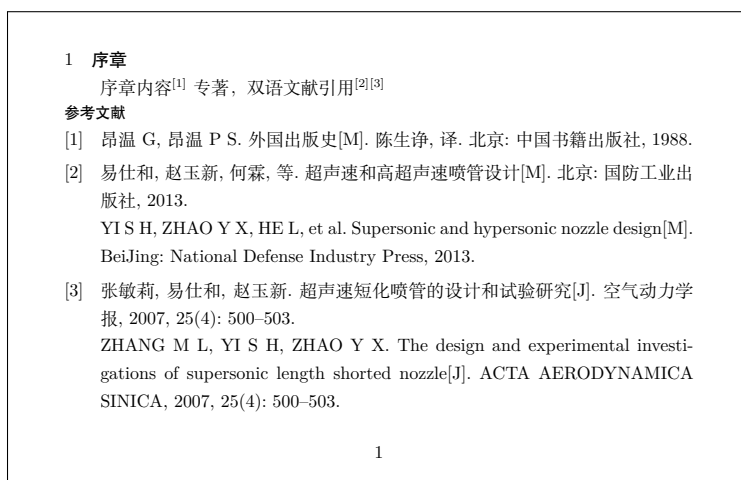 1 序章
序章内容[1] 专著，双语文献引用[2][3]
参考文献
[1] 昂温 G, 昂温 P S. 外国出版史[M]. 陈生诤, 译. 北京: 中国书籍出版社, 1988.
[2] 易仕和, 赵玉新, 何霖, 等. 超声速和高超声速喷管设计[M]. 北京: 国防工业出
版社, 2013.
YI S H, ZHAO Y X, HE L, et al. Supersonic and hypersonic nozzle design[M].
BeiJing: National Defense Industry Press, 2013.
[3] 张敏莉, 易仕和, 赵玉新. 超声速短化喷管的设计和试验研究[J]. 空气动力学
报, 2007, 25(4): 500–503.
ZHANG M L, YI S H, ZHAO Y X. The design and experimental investi-
gations of supersonic length shorted nozzle[J]. ACTA AERODYNAMICA
SINICA, 2007, 25(4): 500–503.
1